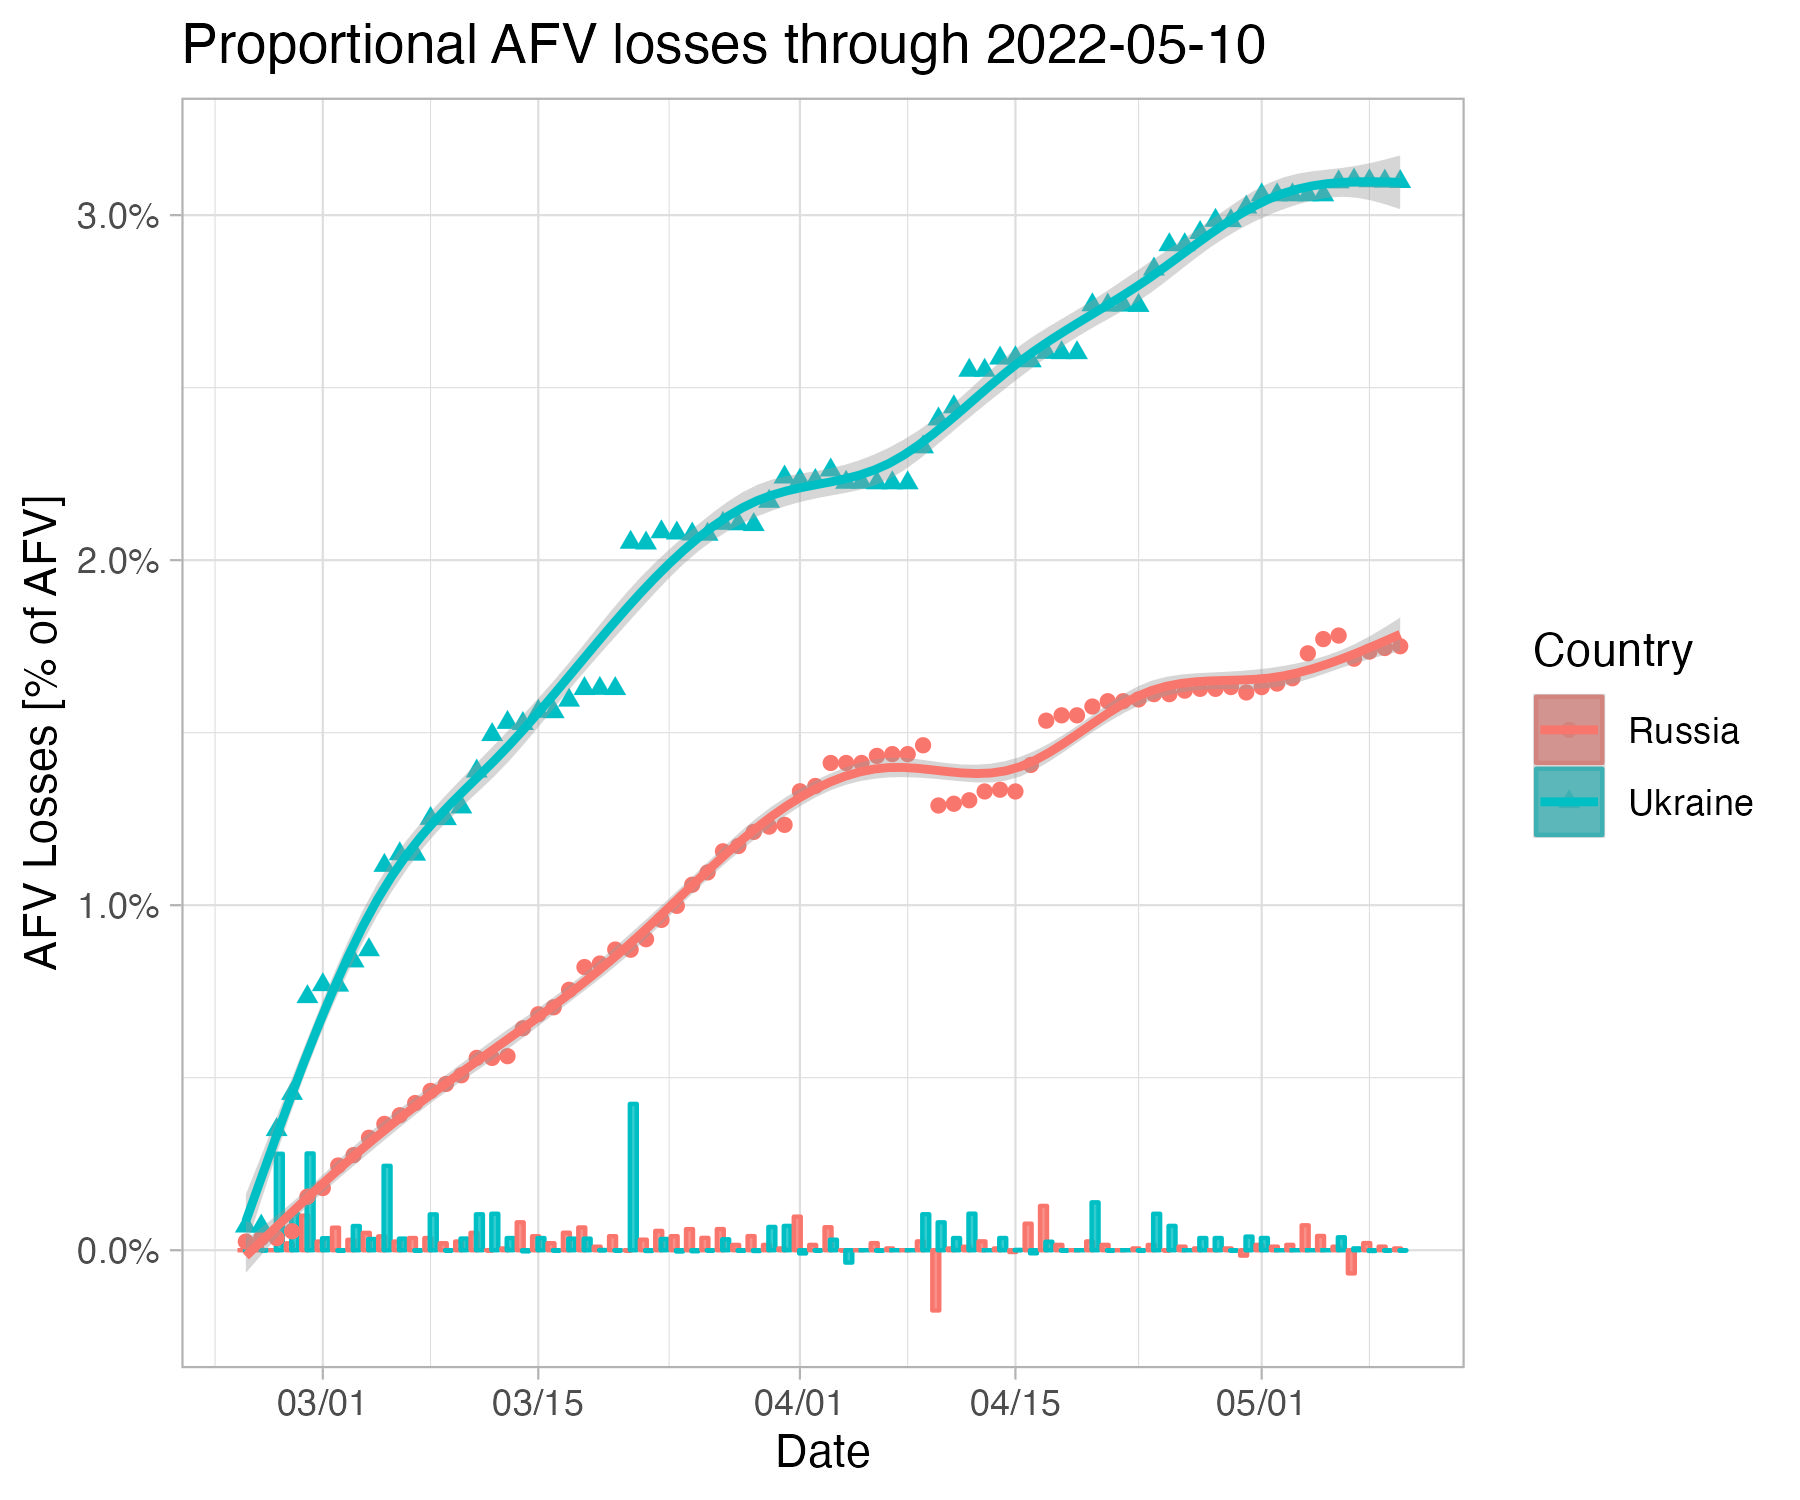 Proportional AFV losses through 2022-05-10
AFV Losses [% of AFV]
3.0%
2.0%
1.0%
0.0%
03/01
03/15
04/01
04/15
05/01
Date
Country
Russia
Ukraine